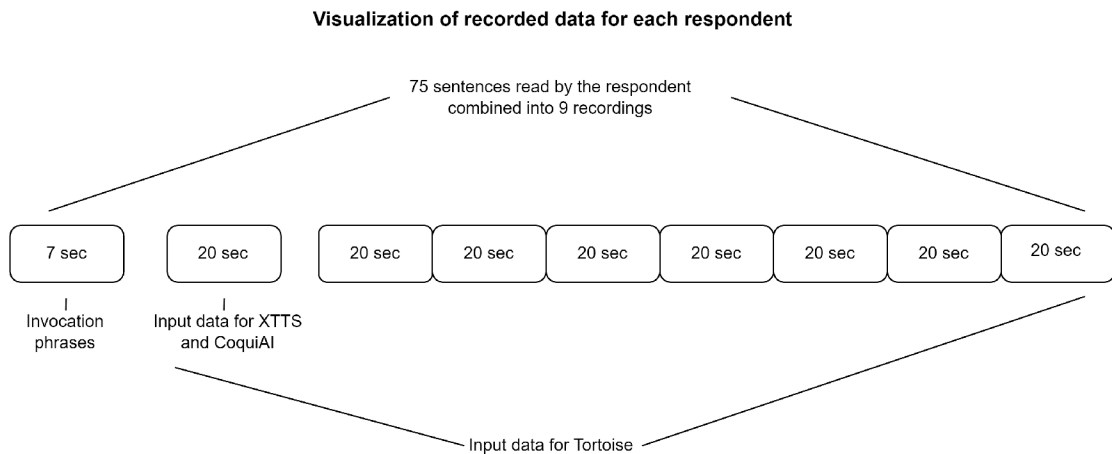 Visualization of recorded data for each respondent
75 sentences read by the respondent
combined into 9 recordings
7 sec
20 sec
20 sec
20 sec
20 sec
20 sec
20 sec
20 sec
20 sec
Invocation
phrases
Input data for XTTS
and CoquiAI
Input data for Tortoise